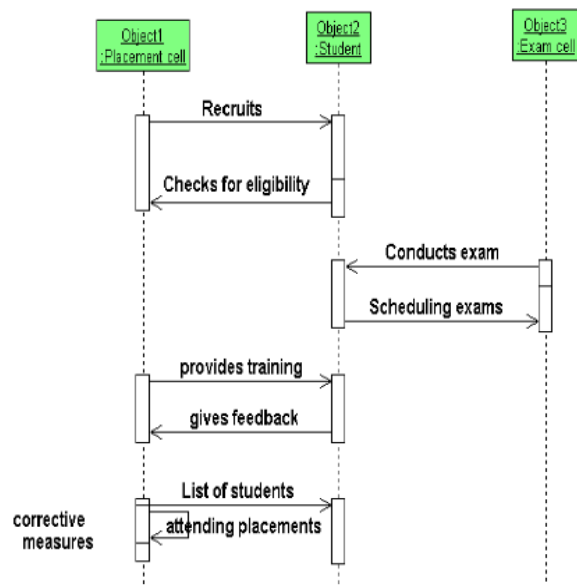 Object1
:Placement cell
Object2
:Student
Object3
:Exam cell
Recruits
Checks for eligibility
Conducts exam
Scheduling exams
provides training
gives feedback
List of students
attending placements
corrective
measures